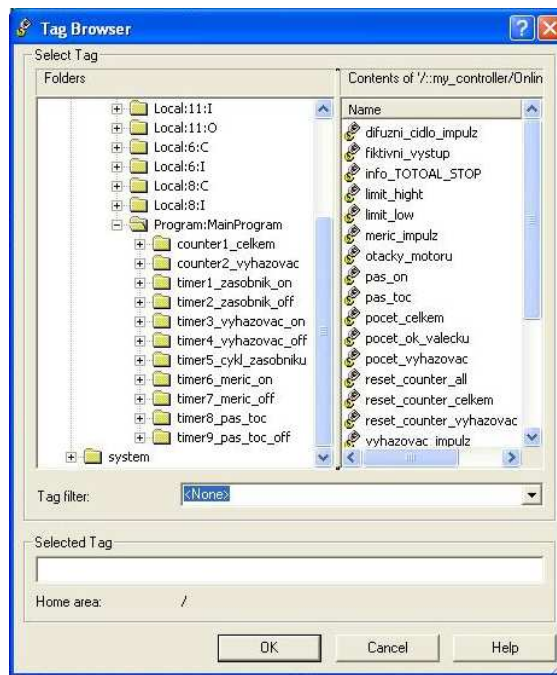 Tag Browser
Select Tag
Folders
Local:11:I
Local:11:O
Local:6:C
Local:6:I
Local:8:C
Local:8:I
Program:MainProgram
counter1_celkem
counter2_vyhazovac
timer1_zasobnik_on
timer2_zasobnik_off
timer3_vyhazovac_on
timer4_vyhazovac_off
timer5_cykl_zasobniku
timer6_meric_on
timer7_meric_off
timer8_pas_toc
timer9_pas_toc_off
system
Contents of '/::my_controller/Onlin
Name
difuzni_cidlo_impulz
fiktivni_vystup
info_TOTOAL_STOP
limit_hight
limit_low
meric_impulz
otacky_motoru
pas_on
pas_toc
pocet_celkem
pocet_ok_valecku
pocet_vyhazovac
reset_counter_all
reset_counter_celkem
reset_counter_vyhazovac
vyhazovac_impulz
Tag filter: <None>
Selected Tag
Home area: /
OK Cancel Help